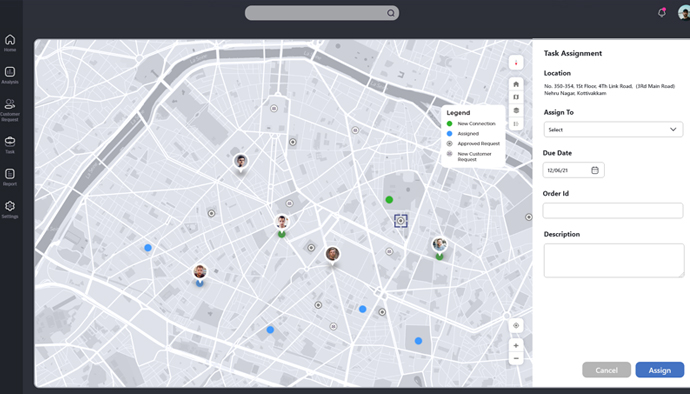 Home
Analysis
Customer
Request
Task
Report
Settings
Legend
New Connection
Assigned
Approved Request
New Customer
Request
Task Assignment
Location
No. 350-354, 1St Floor, 4Th Link Road, (3Rd Main Road)
Nehru Nagar, Kottivakkam
Assign To
Select
Due Date
12/06/21
Order Id
Description
Cancel
Assign